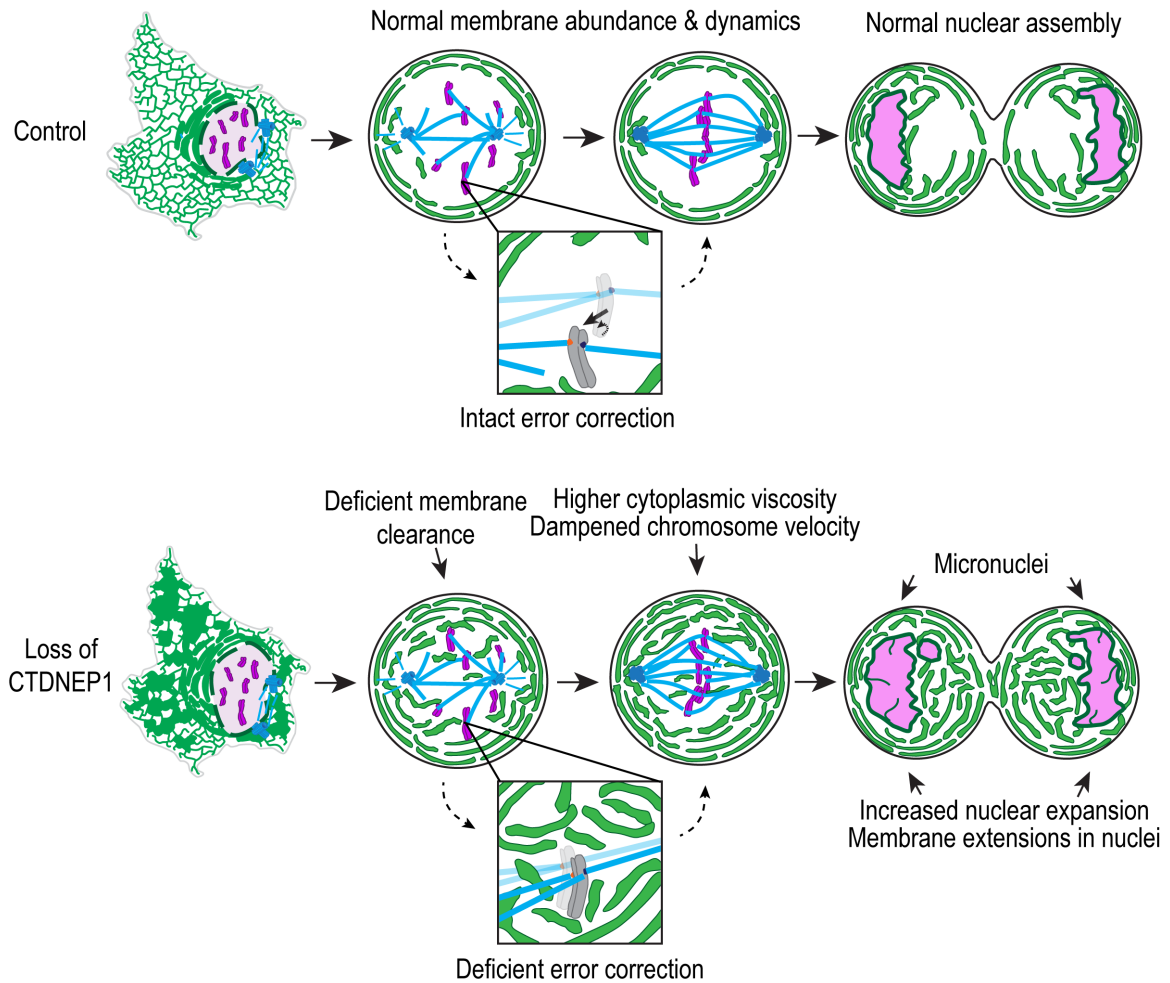 Normal membrane abundance & dynamics
Normal nuclear assembly
Control
Intact error correction
Deficient membrane
clearance
Higher cytoplasmic viscosity
Dampened chromosome velocity
Micronuclei
Loss of
CTDNEP1
Increased nuclear expansion
Membrane extensions in nuclei
Deficient error correction